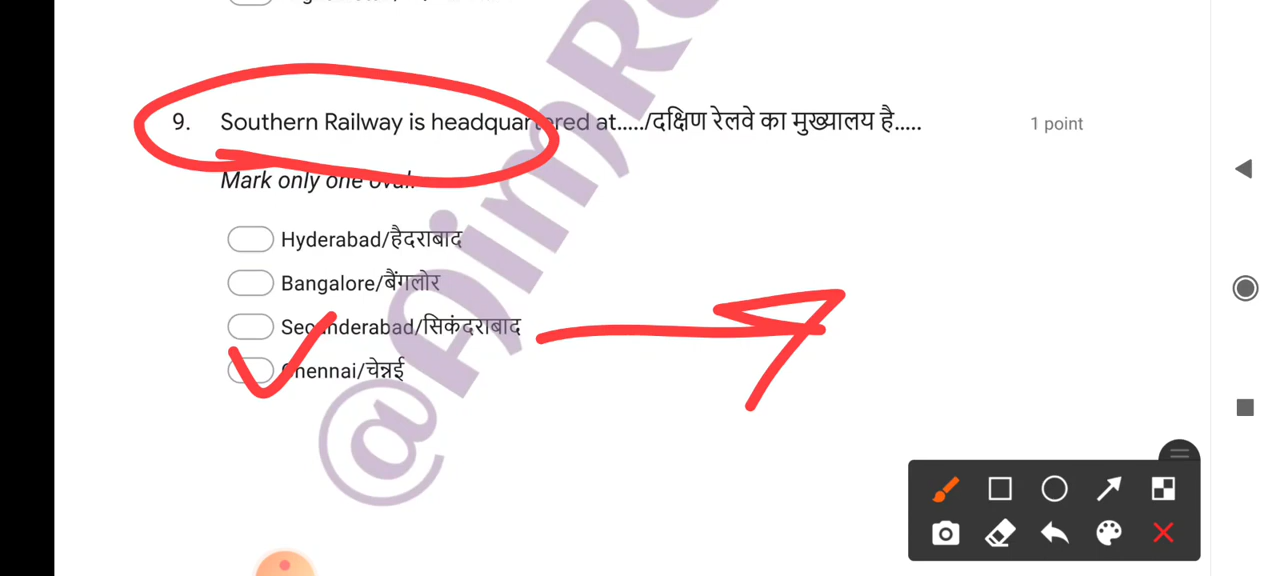 9. Southern Railway is headquartered at...../दक्षिण रेलवे का मुख्यालय है.....
1 point
Mark only one oval.
Hyderabad/हैदराबाद
Bangalore/बैंगलोर
Secunderabad/सिकंदराबाद
Chennai/चेन्नई